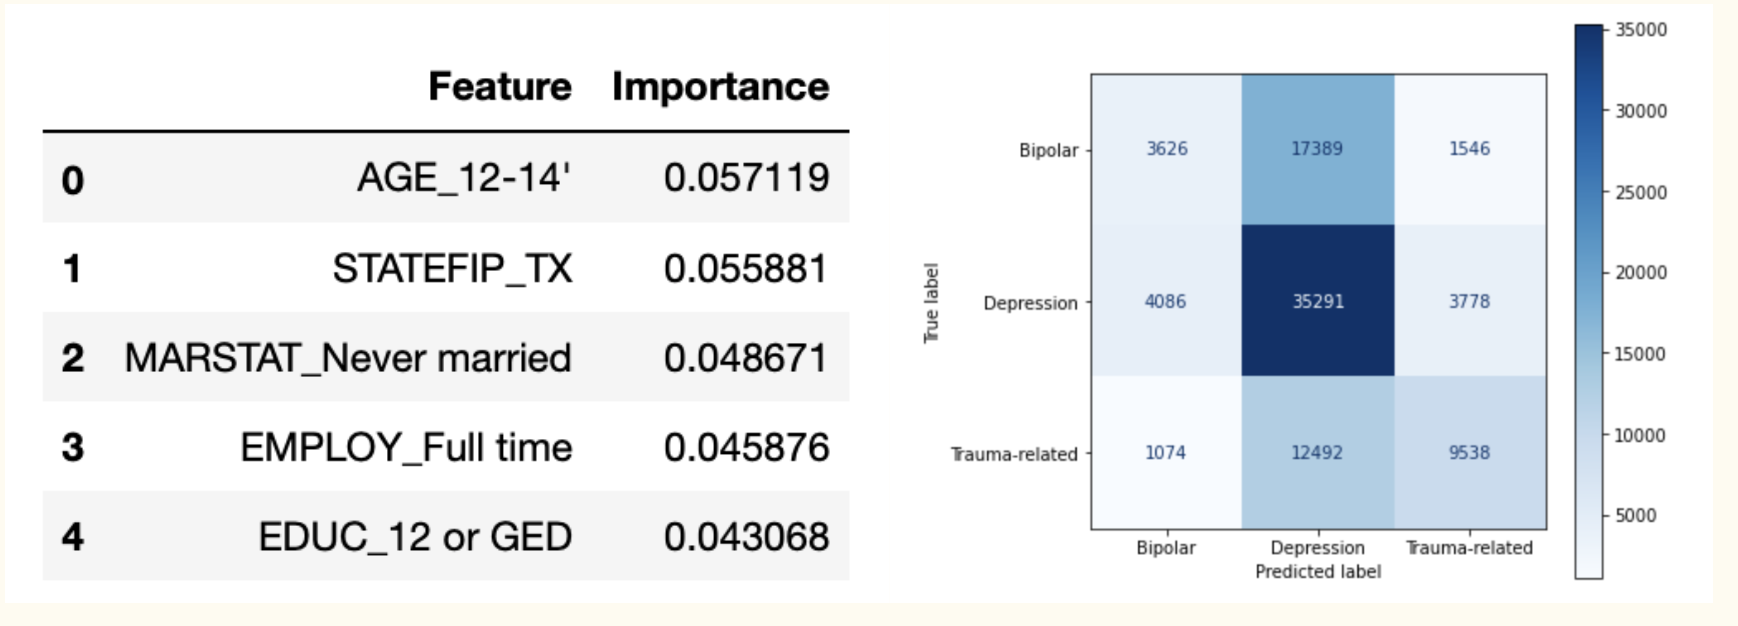 Feature Importance
0 AGE_12-14' 0.057119
1 STATEFIP_TX 0.055881
2 MARSTAT_Never married 0.048671
3 EMPLOY_Full time 0.045876
4 EDUC_12 or GED 0.043068
True label
Bipolar 3626 17389 1546
Depression 4086 35291 3778
Trauma-related 1074 12492 9538
Bipolar Depression Trauma-related
Predicted label
35000
30000
25000
20000
15000
10000
5000